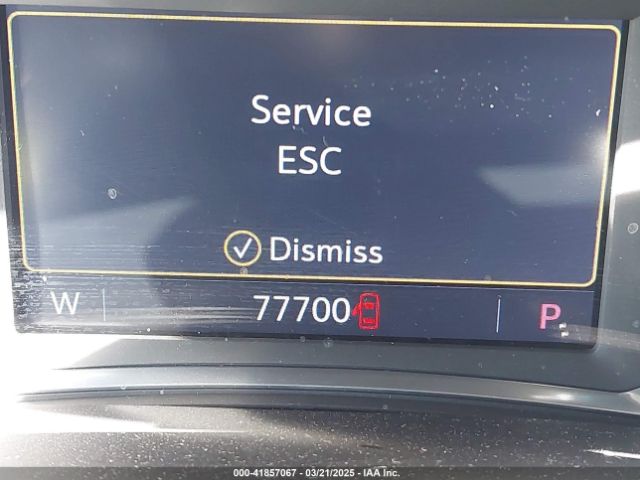 Service
ESC
Dismiss
W 77700 P
000-41857067 - 03/21/2025 - IAA Inc.